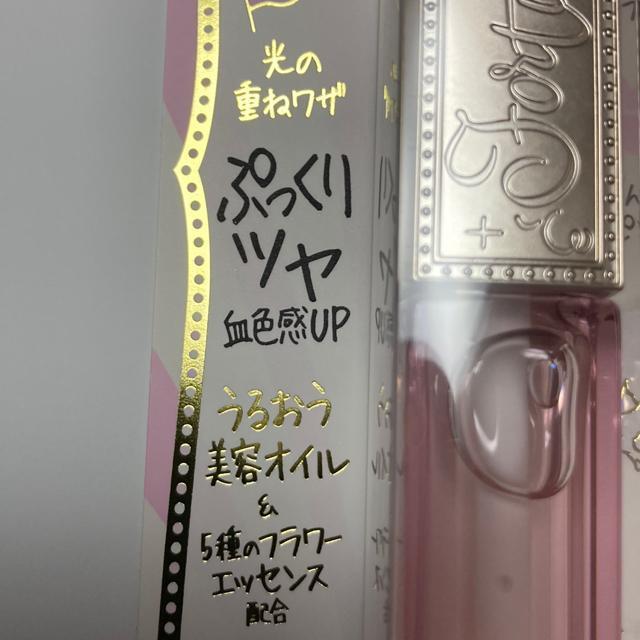 光の
重ねワザ
ぷっくり
ツヤ
血色感UP
うるおう
美容オイル
&
5種のフラワー
エッセンス
配合